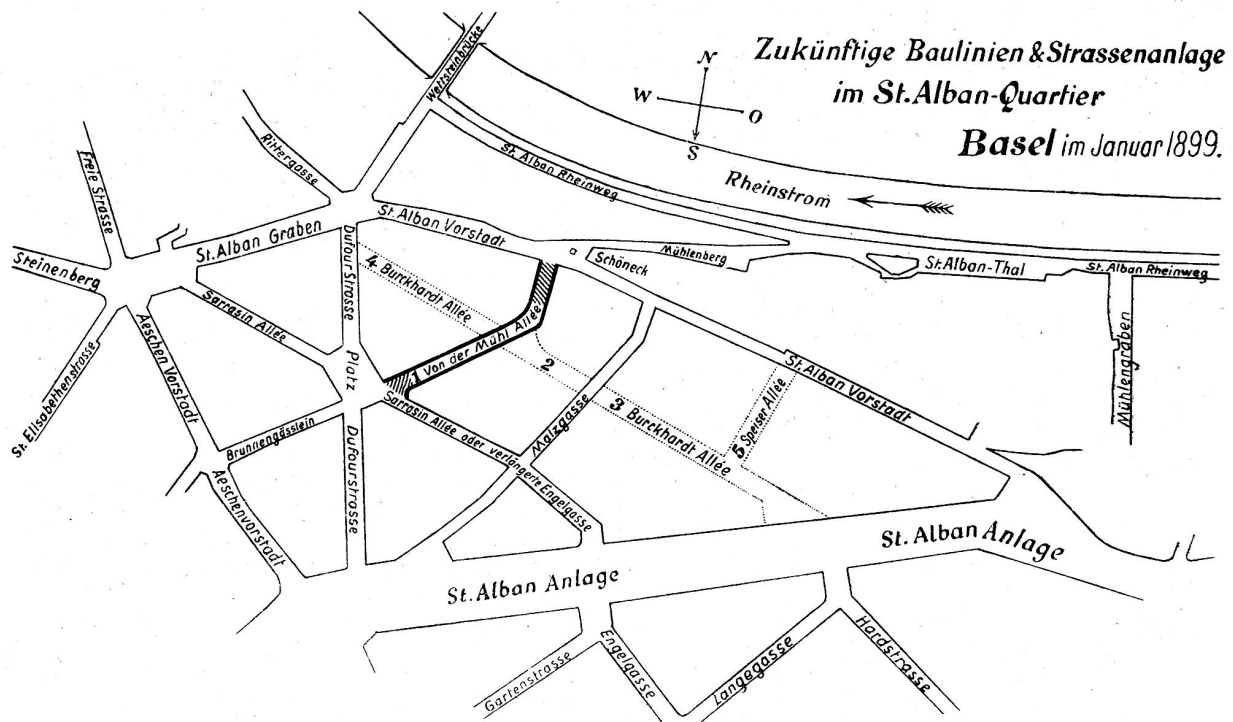 Zukünftige Baulinien & Strassenanlage
im St. Alban-Quartier
Basel im Januar 1899.
N
W
O
S
Wettsteinbrücke
Rittergasse
Freie Strasse
St. Alban Rheinweg
Rheinstrom
St. Alban Graben
St. Alban Vorstadt
Steinenberg
Dufour Strasse
Platz
4 Burckhardt Allée
a
Schöneck
Mühlenberg
St. Alban-Thal
St. Alban Rheinweg
Mühlengraben
Sarrasin Allée
Aeschen Vorstadt
St. Elisabethenstrasse
1 Von der Mühl Allée
2
3 Burckhardt Allée
5 Speiser Allée
St. Alban Vorstadt
Brunnengässlein
Sarrasin Allée oder verlängerte Engelgasse
Malzgasse
Dufourstrasse
Aeschenvorstadt
St. Alban Anlage
St. Alban Anlage
Gartenstrasse
Engelgasse
Langegasse
Hardstrasse